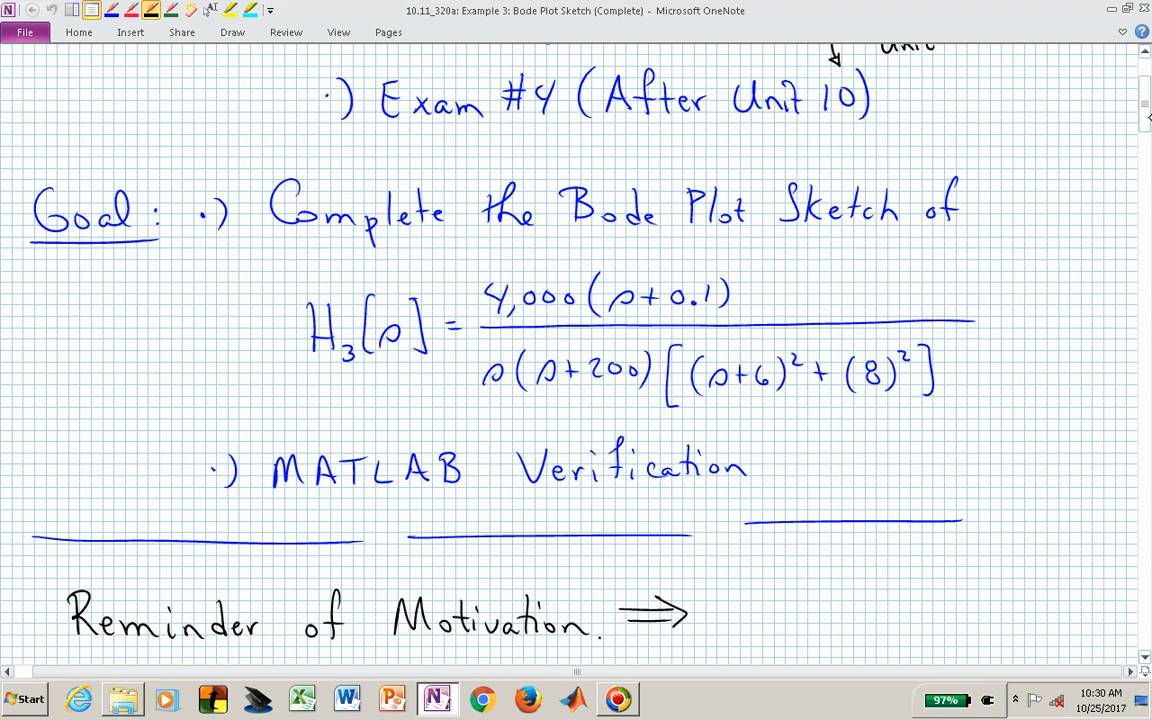 10.11_320a: Example 3: Bode Plot Sketch (Complete) - Microsoft OneNote
File Home Insert Share Draw Review View Pages
Unit
·) Exam #4 (After Unit 10)
Goal: ·) Complete the Bode Plot Sketch of
H₃[s] = 4,000(s+0.1) / s(s+200)[(s+6)²+(8)²]
·) MATLAB Verification
Reminder of Motivation. ⇒
Start
97%
10:30 AM
10/25/2017